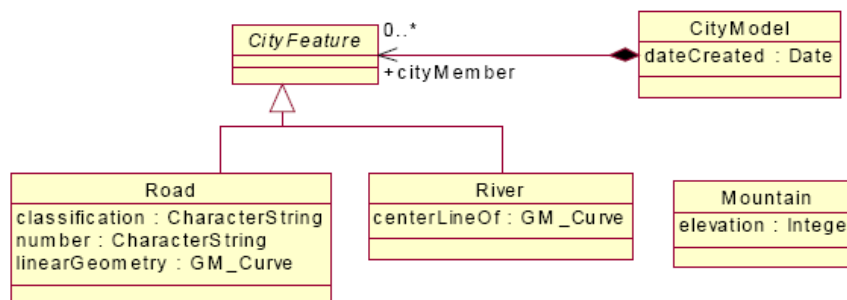 CityFeature
0..*
+cityMember
CityModel
dateCreated : Date
Road
classification : CharacterString
number : CharacterString
linearGeometry : GM_Curve
River
centerLineOf : GM_Curve
Mountain
elevation : Intege